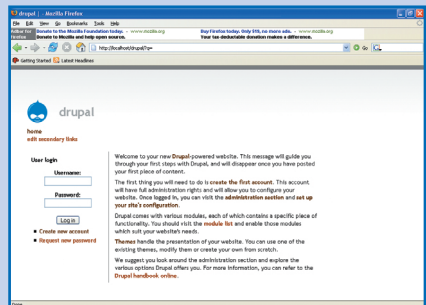 drupal | - Mozilla Firefox
File Edit View Go Bookmarks Tools Help
Adbar for Firefox
Donate to the Mozilla Foundation today. - www.mozilla.org
Donate to Mozilla and help open source.
Buy Firefox today. Only $15, no more ads. - www.mozilla.org
Your tax-deductable donation makes a difference.
http://localhost/drupal/?q=
Go
Getting Started Latest Headlines
drupal
home
edit secondary links
User login
Username:
Password:
Log in
Create new account
Request new password
Welcome to your new Drupal-powered website. This message will guide you
through your first steps with Drupal, and will disappear once you have posted
your first piece of content.
The first thing you will need to do is create the first account. This account
will have full administration rights and will allow you to configure your
website. Once logged in, you can visit the administration section and set up
your site's configuration.
Drupal comes with various modules, each of which contains a specific piece of
functionality. You should visit the module list and enable those modules
which suit your website's needs.
Themes handle the presentation of your website. You can use one of the
existing themes, modify them or create your own from scratch.
We suggest you look around the administration section and explore the
various options Drupal offers you. For more information, you can refer to the
Drupal handbook online.
Done